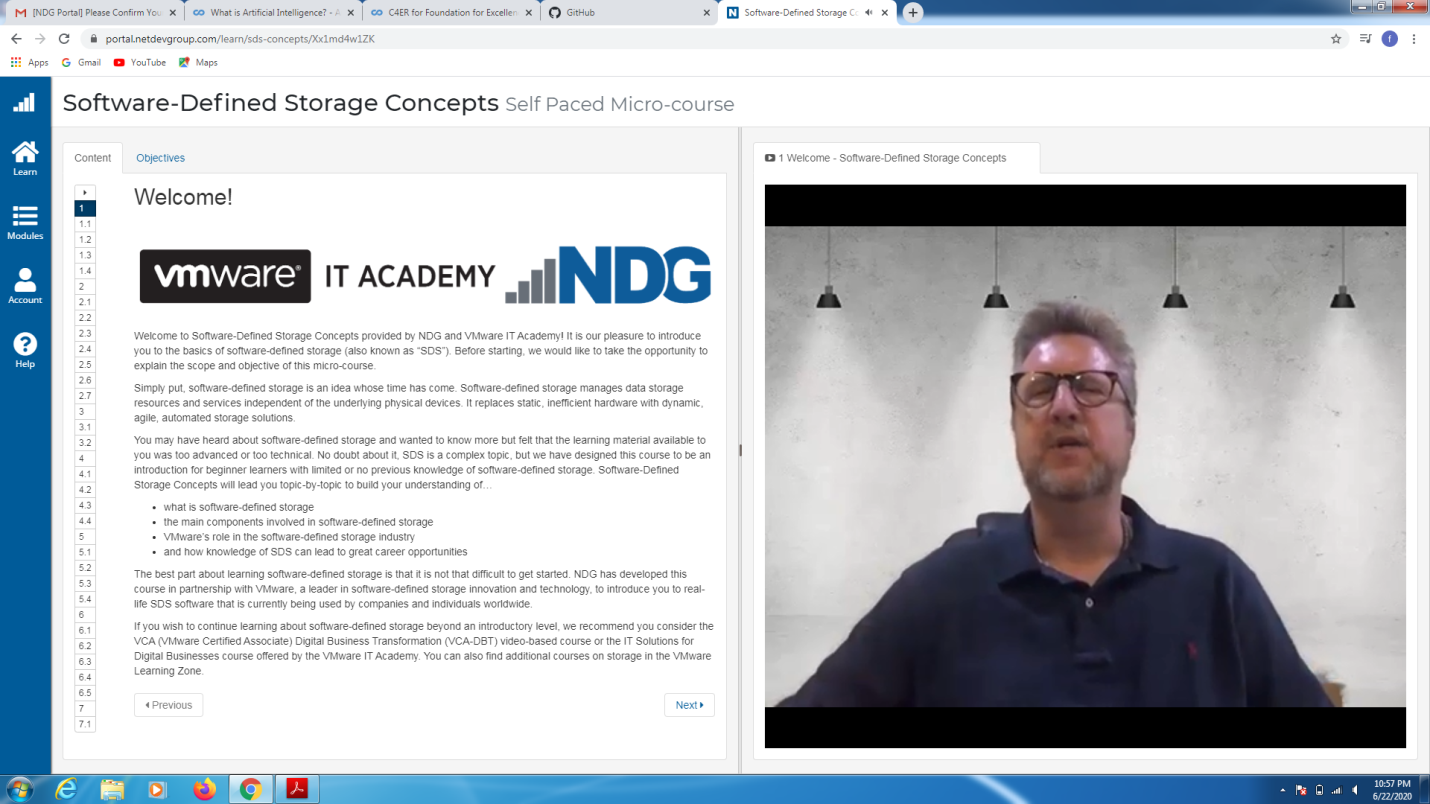 [NDG Portal] Please Confirm You
What is Artificial Intelligence? - A
C4ER for Foundation for Excellen
GitHub
Software-Defined Storage Co
portal.netdevgroup.com/learn/sds-concepts/Xx1md4w1ZK
f
Apps
Gmail
YouTube
Maps
Software-Defined Storage Concepts Self Paced Micro-course
Learn
Modules
Account
Help
Content
Objectives
1
1.1
1.2
1.3
1.4
2
2.1
2.2
2.3
2.4
2.5
2.6
2.7
3
3.1
3.2
4
4.1
4.2
4.3
4.4
5
5.1
5.2
5.3
5.4
6
6.1
6.2
6.3
6.4
6.5
7
7.1
Welcome!
vmware® IT ACADEMY NDG
Welcome to Software-Defined Storage Concepts provided by NDG and VMware IT Academy! It is our pleasure to introduce
you to the basics of software-defined storage (also known as “SDS”). Before starting, we would like to take the opportunity to
explain the scope and objective of this micro-course.
Simply put, software-defined storage is an idea whose time has come. Software-defined storage manages data storage
resources and services independent of the underlying physical devices. It replaces static, inefficient hardware with dynamic,
agile, automated storage solutions.
You may have heard about software-defined storage and wanted to know more but felt that the learning material available to
you was too advanced or too technical. No doubt about it, SDS is a complex topic, but we have designed this course to be an
introduction for beginner learners with limited or no previous knowledge of software-defined storage. Software-Defined
Storage Concepts will lead you topic-by-topic to build your understanding of…
• what is software-defined storage
• the main components involved in software-defined storage
• VMware’s role in the software-defined storage industry
• and how knowledge of SDS can lead to great career opportunities
The best part about learning software-defined storage is that it is not that difficult to get started. NDG has developed this
course in partnership with VMware, a leader in software-defined storage innovation and technology, to introduce you to real-
life SDS software that is currently being used by companies and individuals worldwide.
If you wish to continue learning about software-defined storage beyond an introductory level, we recommend you consider the
VCA (VMware Certified Associate) Digital Business Transformation (VCA-DBT) video-based course or the IT Solutions for
Digital Businesses course offered by the VMware IT Academy. You can also find additional courses on storage in the VMware
Learning Zone.
Previous
Next
1 Welcome - Software-Defined Storage Concepts
10:57 PM
6/22/2020